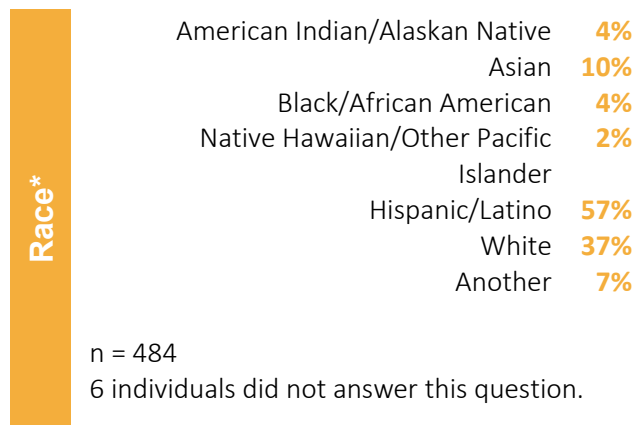 Race*
American Indian/Alaskan Native 4%
Asian 10%
Black/African American 4%
Native Hawaiian/Other Pacific 2%
Islander
Hispanic/Latino 57%
White 37%
Another 7%
n = 484
6 individuals did not answer this question.